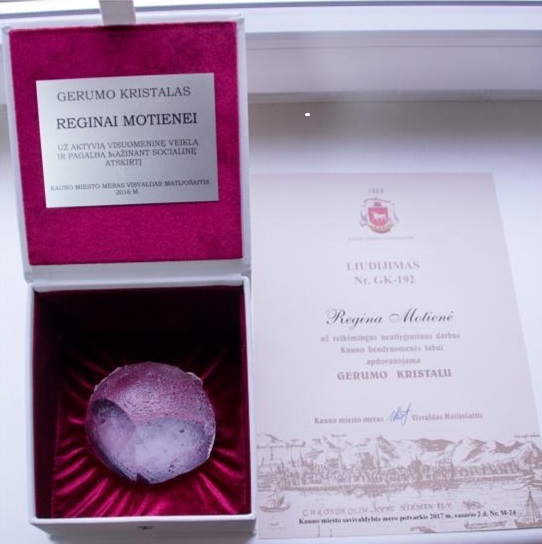 GERUMO KRISTALAS
REGINAI MOTIENEI
UŽ AKTYVIĄ VISUOMENINĘ VEIKLĄ
IR PAGALBĄ MAŽINANT SOCIALINĘ
ATSKIRTĮ
KAUNO MIESTO MERAS VISVALDAS MATIJOŠAITIS
2016 M.
1408
LIUDIJIMAS
Nr. GK-192
Regina Motienė
už reikšmingus neatlygintinus darbus
Kauno bendruomenės labui
apdovanojama
GERUMO KRISTALU
Kauno miesto meras Visvaldas Matijošaitis
Kauno miesto savivaldybės mero potvarkis 2017 m. vasario 2 d. Nr. M-24